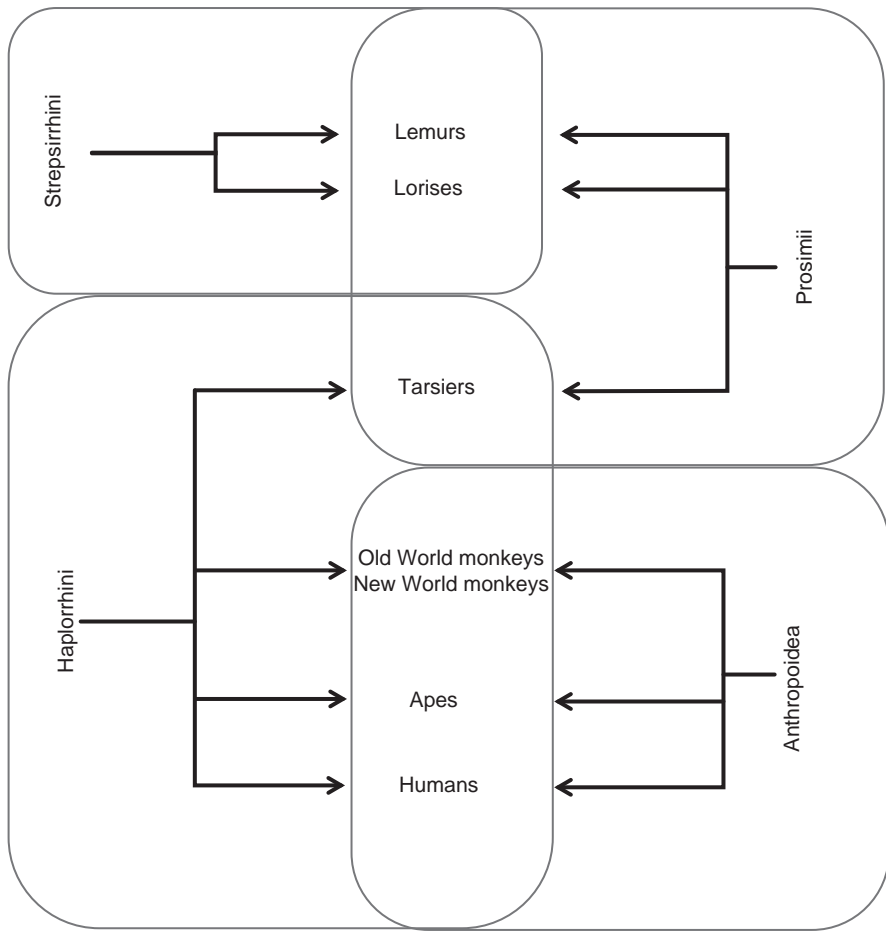 Strepsirrhini
Lemurs
Lorises
Prosimii
Tarsiers
Haplorrhini
Old World monkeys
New World monkeys
Apes
Humans
Anthropoidea